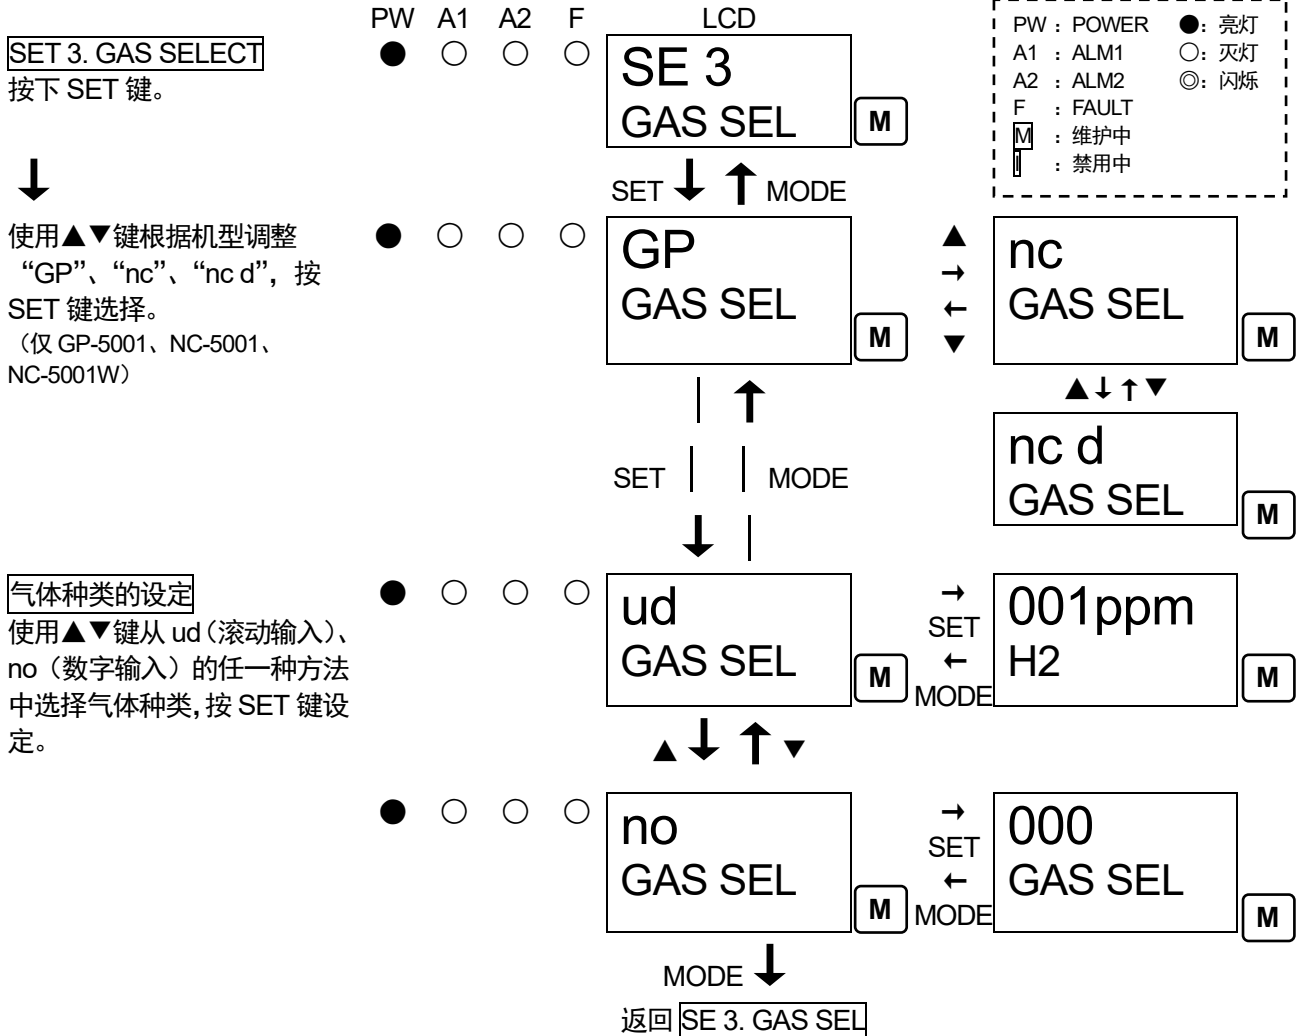 PW A1 A2 F LCD
PW : POWER ●: 亮灯
A1 : ALM1 ○: 灭灯
A2 : ALM2 ◎: 闪烁
F : FAULT
M : 维护中
I : 禁用中
SET 3. GAS SELECT
按下 SET 键。
● ○ ○ ○
SE 3
GAS SEL
M
↓
SET ↓ ↑ MODE
使用▲▼键根据机型调整
“GP”、“nc”、“nc d”, 按
SET 键选择。
（仅 GP-5001、NC-5001、
NC-5001W）
● ○ ○ ○
GP
GAS SEL
M
▲
→
←
▼
nc
GAS SEL
M
▲↓↑▼
nc d
GAS SEL
M
SET MODE
气体种类的设定
使用▲▼键从 ud（滚动输入）、
no（数字输入）的任一种方法
中选择气体种类, 按 SET 键设
定。
● ○ ○ ○
ud
GAS SEL
M
→
SET
←
MODE
001ppm
H2
M
▲ ↓ ↑ ▼
● ○ ○ ○
no
GAS SEL
M
→
SET
←
MODE
000
GAS SEL
M
MODE ↓
返回 SE 3. GAS SEL